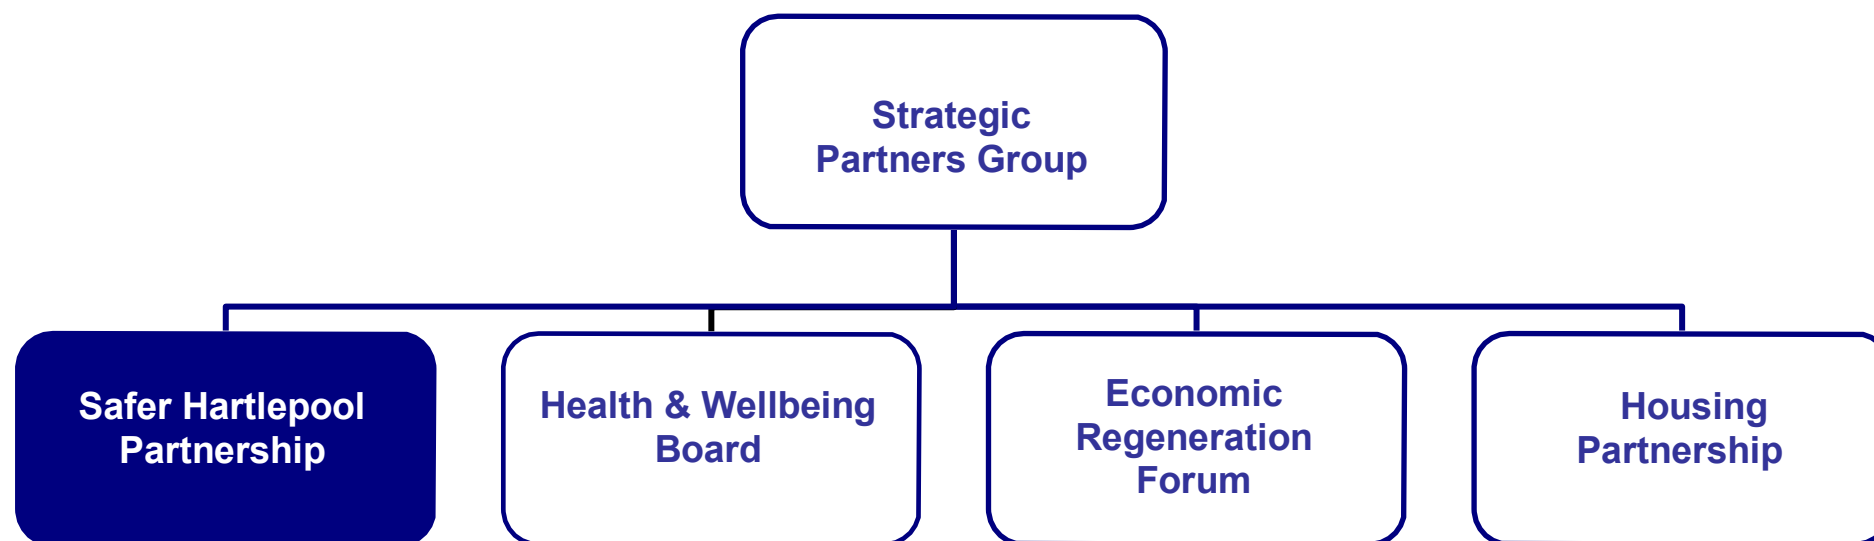 Strategic
Partners Group
Safer Hartlepool
Partnership
Health & Wellbeing
Board
Economic
Regeneration
Forum
Housing
Partnership